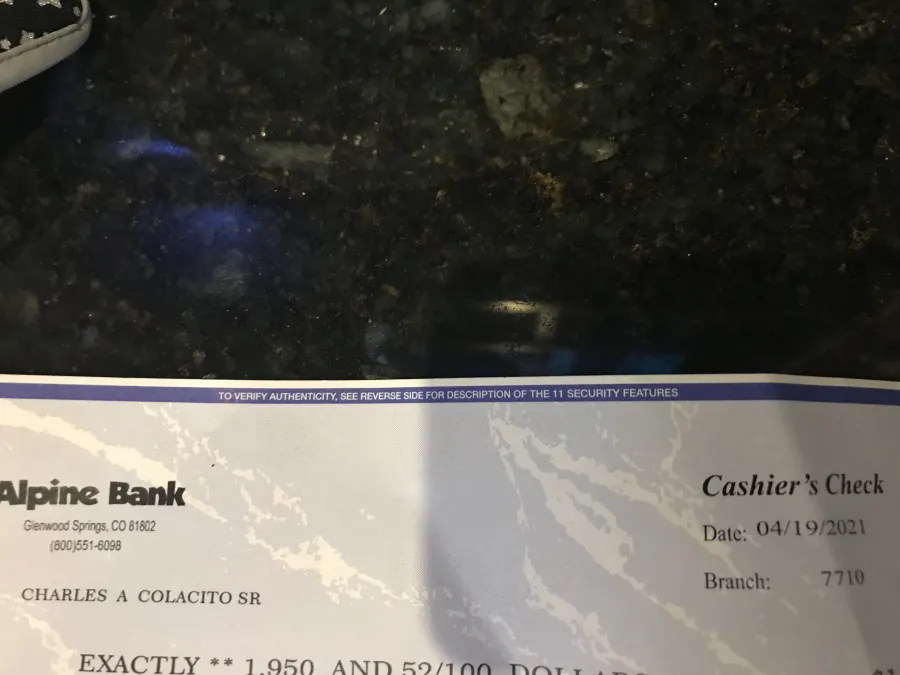 TO VERIFY AUTHENTICITY, SEE REVERSE SIDE FOR DESCRIPTION OF THE 11 SECURITY FEATURES
Alpine Bank
Glenwood Springs, CO 81802
(800)551-6098
Cashier's Check
Date: 04/19/2021
Branch: 7710
CHARLES A COLACITO SR
EXACTLY ** 1,950 AND 52/100 DOLLARS